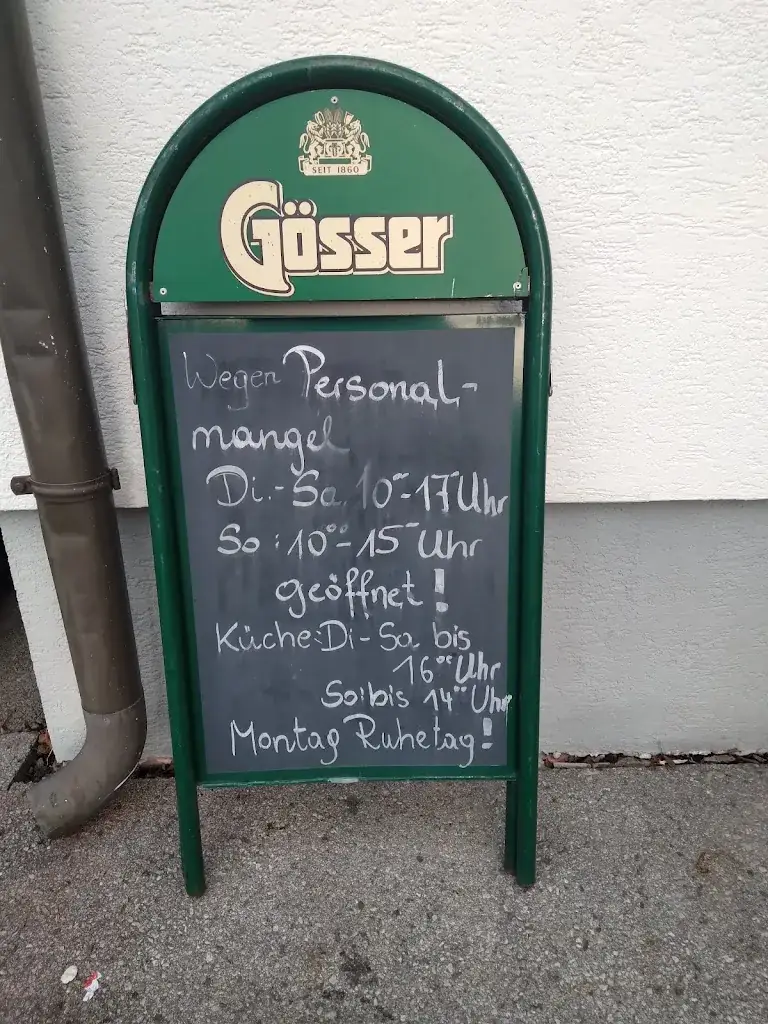 SEIT 1860
Gösser
Wegen Personal-
mangel
Di.-Sa 10⁰⁰-17 Uhr
So: 10⁰⁰-15⁰⁰ Uhr
geöffnet!
Küche: Di-Sa bis
16⁰⁰ Uhr
So: bis 14⁰⁰ Uhr
Montag Ruhetag!